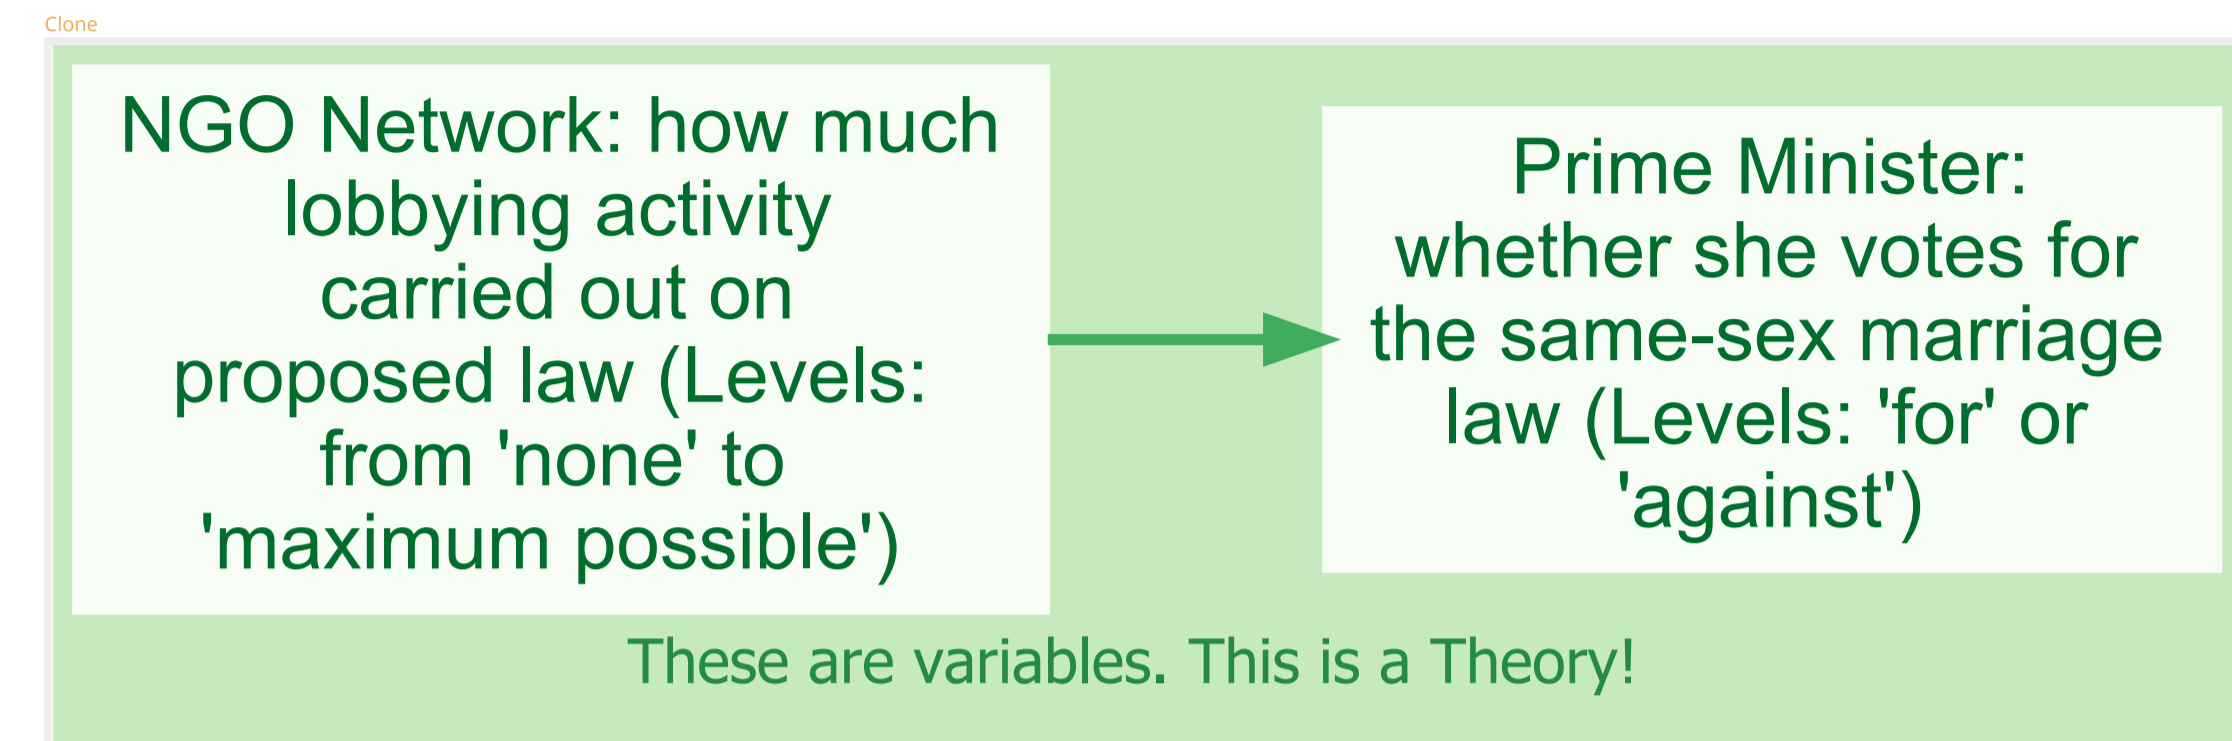 Clone
NGO Network: how much
lobbying activity
carried out on
proposed law (Levels:
from 'none' to
'maximum possible')
Prime Minister:
whether she votes for
the same-sex marriage
law (Levels: 'for' or
'against')
These are variables. This is a Theory!